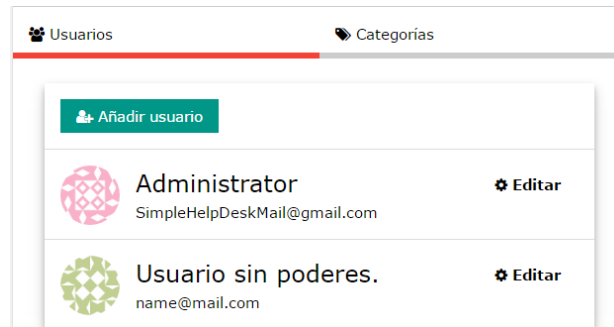 Usuarios
Categorías
Añadir usuario
Administrator
Editar
SimpleHelpDeskMail@gmail.com
Usuario sin poderes.
Editar
name@mail.com